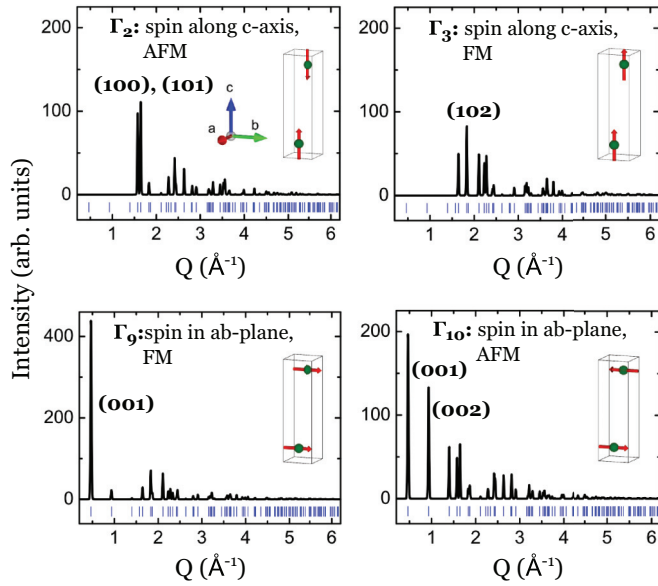 Γ₂: spin along c-axis,
AFM
(100), (101)
c
a
b
100
0
1 2 3 4 5 6
Q (Å⁻¹)
Γ₃: spin along c-axis,
FM
(102)
100
0
1 2 3 4 5 6
Q (Å⁻¹)
Intensity (arb. units)
Γ₉:spin in ab-plane,
FM
(001)
400
200
0
0 1 2 3 4 5 6
Q (Å⁻¹)
Γ₁₀: spin in ab-plane,
AFM
(001)
(002)
200
100
0
1 2 3 4 5 6
Q (Å⁻¹)